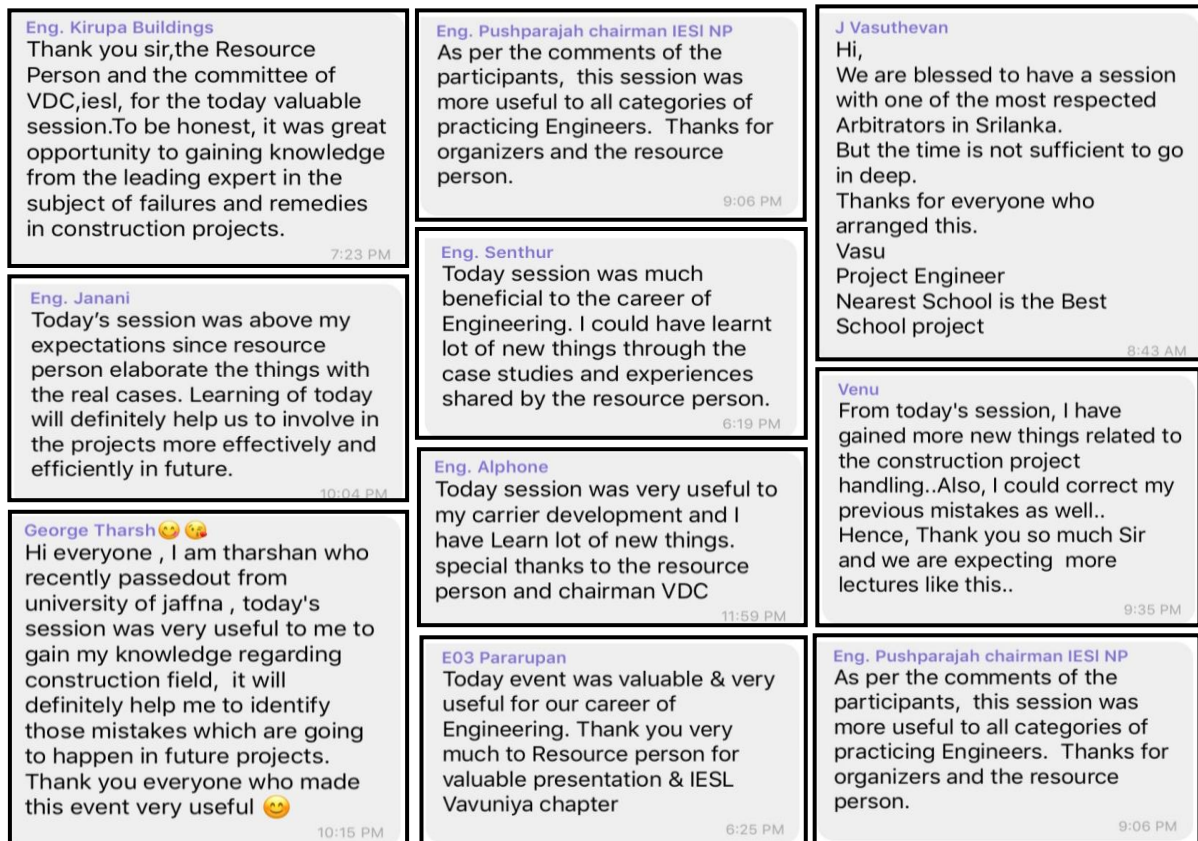 Eng. Kirupa Buildings
Thank you sir,the Resource
Person and the committee of
VDC,iesl, for the today valuable
session.To be honest, it was great
opportunity to gaining knowledge
from the leading expert in the
subject of failures and remedies
in construction projects.
7:23 PM
Eng. Janani
Today’s session was above my
expectations since resource
person elaborate the things with
the real cases. Learning of today
will definitely help us to involve in
the projects more effectively and
efficiently in future.
10:04 PM
George Tharsh😋 😘
Hi everyone , I am tharshan who
recently passedout from
university of jaffna , today's
session was very useful to me to
gain my knowledge regarding
construction field,  it will
definitely help me to identify
those mistakes which are going
to happen in future projects.
Thank you everyone who made
this event very useful 😊
10:15 PM
Eng. Pushparajah chairman IESl NP
As per the comments of the
participants,  this session was
more useful to all categories of
practicing Engineers.  Thanks for
organizers and the resource
person.
9:06 PM
Eng. Senthur
Today session was much
beneficial to the career of
Engineering. I could have learnt
lot of new things through the
case studies and experiences
shared by the resource person.
6:19 PM
Eng. Alphone
Today session was very useful to
my carrier development and I
have Learn lot of new things.
special thanks to the resource
person and chairman VDC
11:59 PM
E03 Pararupan
Today event was valuable & very
useful for our career of
Engineering. Thank you very
much to Resource person for
valuable presentation & IESL
Vavuniya chapter
6:25 PM
J Vasuthevan
Hi,
We are blessed to have a session
with one of the most respected
Arbitrators in Srilanka.
But the time is not sufficient to go
in deep.
Thanks for everyone who
arranged this.
Vasu
Project Engineer
Nearest School is the Best
School project
8:43 AM
Venu
From today's session, I have
gained more new things related to
the construction project
handling..Also, I could correct my
previous mistakes as well..
Hence, Thank you so much Sir
and we are expecting  more
lectures like this..
9:35 PM
Eng. Pushparajah chairman IESl NP
As per the comments of the
participants,  this session was
more useful to all categories of
practicing Engineers.  Thanks for
organizers and the resource
person.
9:06 PM